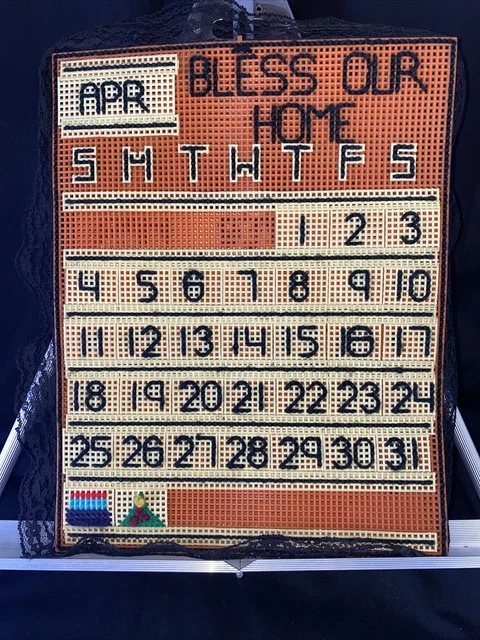 BLESS OUR
APR
HOME
S M T W T F S
1 2 3
4 5 6 7 8 9 10
11 12 13 14 15 16 17
18 19 20 21 22 23 24
25 26 27 28 29 30 31